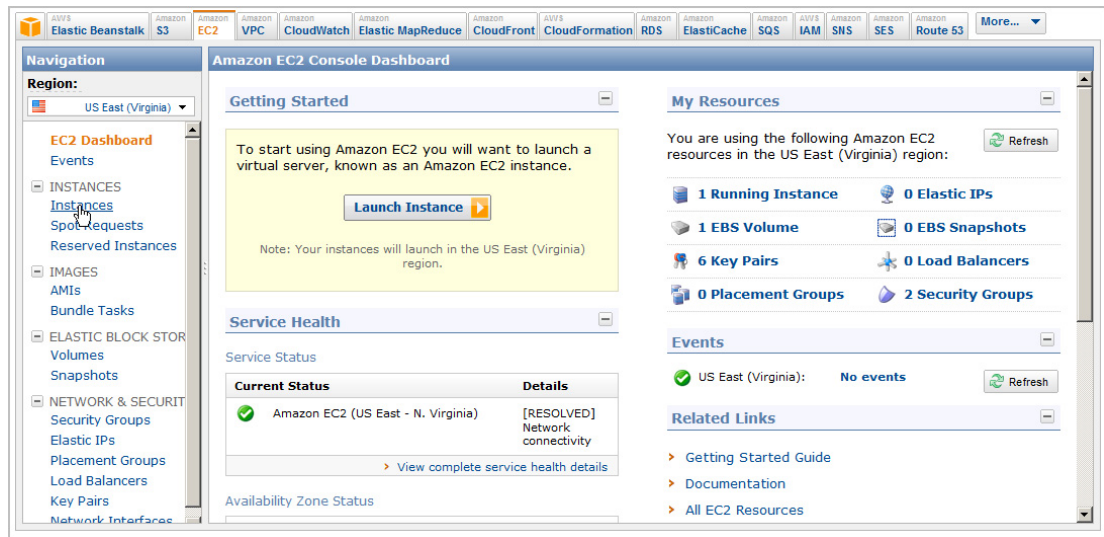 AWS Elastic Beanstalk
Amazon S3
Amazon EC2
Amazon VPC
Amazon CloudWatch
Amazon Elastic MapReduce
Amazon CloudFront
AWS CloudFormation
Amazon RDS
Amazon ElastiCache
Amazon SQS
AWS IAM
Amazon SNS
Amazon SES
Amazon Route 53
More...
Navigation
Region:
US East (Virginia)
EC2 Dashboard
Events
INSTANCES
Instances
Spot Requests
Reserved Instances
IMAGES
AMIs
Bundle Tasks
ELASTIC BLOCK STOR
Volumes
Snapshots
NETWORK & SECURIT
Security Groups
Elastic IPs
Placement Groups
Load Balancers
Key Pairs
Network Interfaces
Amazon EC2 Console Dashboard
Getting Started
To start using Amazon EC2 you will want to launch a
virtual server, known as an Amazon EC2 instance.
Launch Instance
Note: Your instances will launch in the US East (Virginia)
region.
Service Health
Service Status
Current Status Details
Amazon EC2 (US East - N. Virginia) [RESOLVED]
Network
connectivity
View complete service health details
Availability Zone Status
My Resources
You are using the following Amazon EC2
resources in the US East (Virginia) region:
Refresh
1 Running Instance 0 Elastic IPs
1 EBS Volume 0 EBS Snapshots
6 Key Pairs 0 Load Balancers
0 Placement Groups 2 Security Groups
Events
US East (Virginia): No events Refresh
Related Links
Getting Started Guide
Documentation
All EC2 Resources